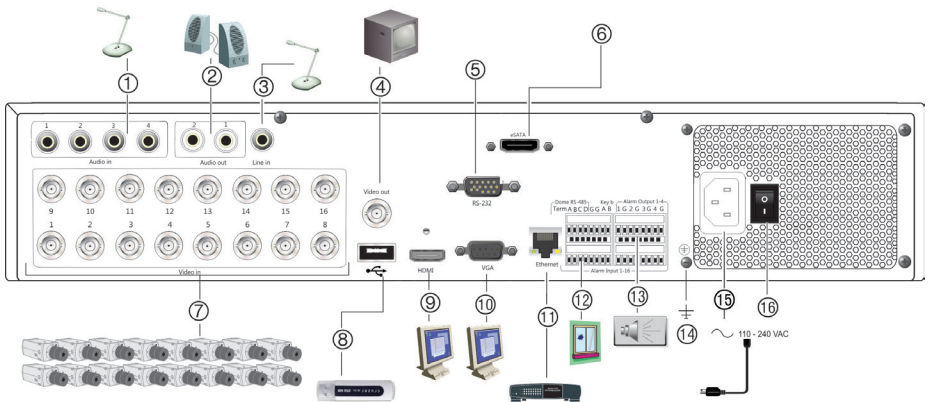 ① ② ③ ④ ⑤ ⑥
1 2 3 4 2 1 eSATA
Audio in Audio out Line in
RS-232
Video out
9 10 11 12 13 14 15 16
1 2 3 4 5 6 7 8
Video in
HDMI VGA Ethernet
Dome RS-485 Key b Alarm Output 1-4
Term A B C D G G A B 1 G 2 G 3 G 4 G
Alarm Input 1-16
⑦ ⑧ ⑨ ⑩ ⑪ ⑫ ⑬ ⑭ ⑮ ⑯
110 - 240 VAC